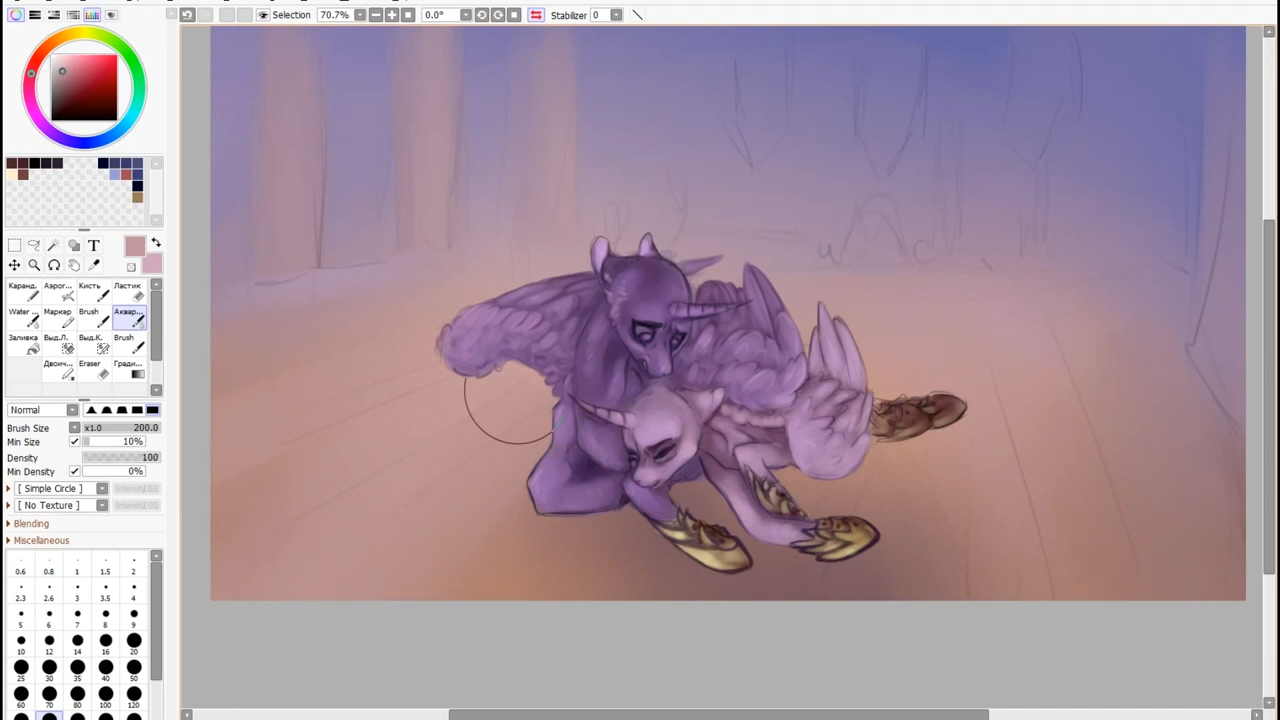 Selection 70.7% 0.0° Stabilizer 0
T
Каранд. Аэрог... Кисть Ластик
Water ... Маркер Brush Аквар...
Заливка Выд.Л. Выд.К. Brush
Двоич... Eraser Гради...
Normal
Brush Size x1.0 200.0
Min Size 10%
Density 100
Min Density 0%
[ Simple Circle ]
[ No Texture ]
Blending
Miscellaneous
0.6 0.8 1 1.5 2
2.3 2.6 3 3.5 4
5 6 7 8 9
10 12 14 16 20
25 30 35 40 50
60 70 80 100 120